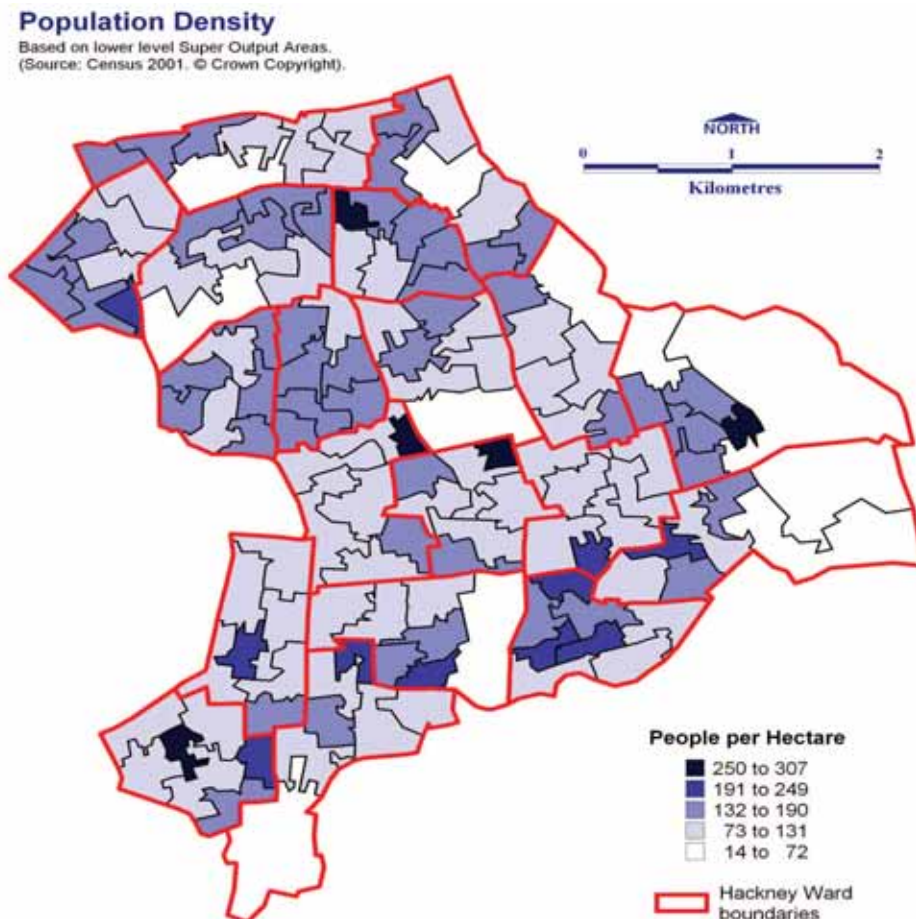 Population Density
Based on lower level Super Output Areas.
(Source: Census 2001. © Crown Copyright).
NORTH
0 1 2
Kilometres
People per Hectare
250 to 307
191 to 249
132 to 190
73 to 131
14 to 72
Hackney Ward
boundaries